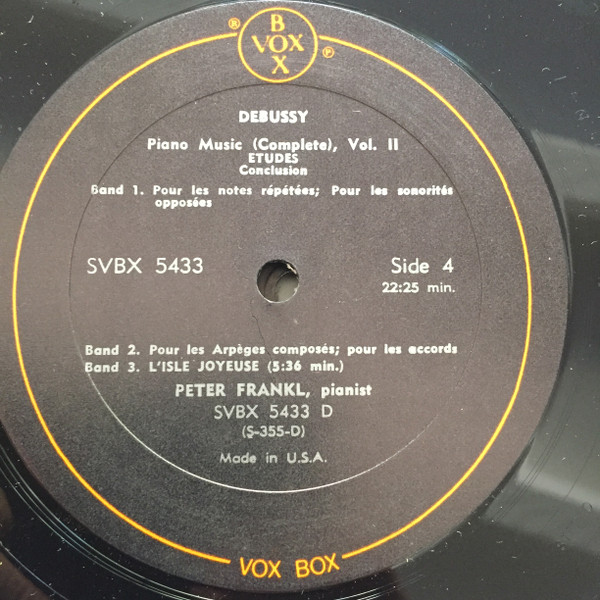 B
VOX
X
® ℗
DEBUSSY
Piano Music (Complete), Vol. II
ETUDES
Conclusion
Band 1. Pour les notes répétées; Pour les sonorités
opposées
SVBX 5433 Side 4
22:25 min.
Band 2. Pour les Arpèges composés; pour les accords
Band 3. L'ISLE JOYEUSE (5:36 min.)
PETER FRANKL, pianist
SVBX 5433 D
(S-355-D)
Made in U.S.A.
VOX BOX